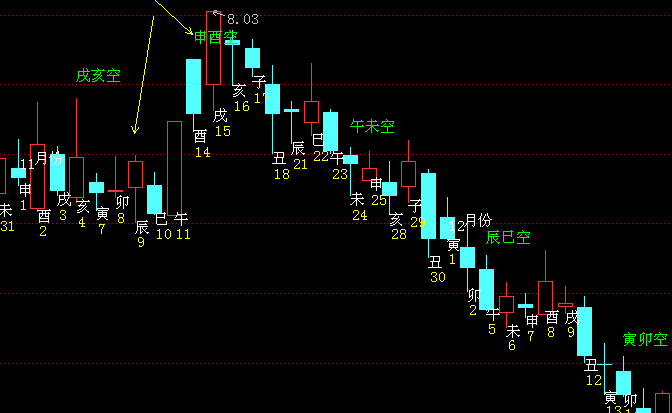 8.03
申酉空
戌亥空
午未空
辰巳空
寅卯空
11月份
12月份
未
31
申
1
酉
2
戌
3
亥
4
寅
7
卯
8
辰
9
巳
10
午
11
酉
14
戌
15
亥
16
子
17
丑
18
辰
21
巳
22
午
23
未
24
申
25
亥
28
子
29
丑
30
寅
1
卯
2
午
5
未
6
申
7
酉
8
戌
9
丑
12
寅
13
卯